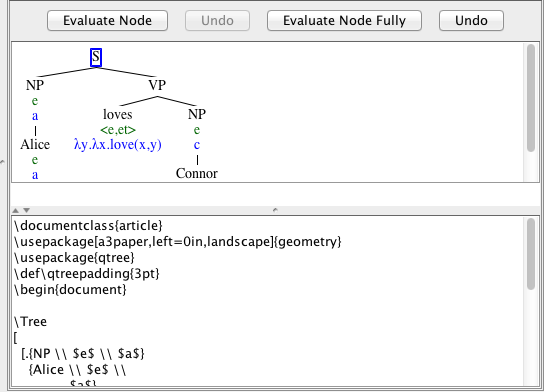 Evaluate Node Undo Evaluate Node Fully Undo
S
NP VP
e
a loves NP
<e,et> e
Alice λy.λx.love(x,y) c
e
a Connor
\documentclass{article}
\usepackage[a3paper,left=0in,landscape]{geometry}
\usepackage{qtree}
\def\qtreepadding{3pt}
\begin{document}
\Tree
[
[.{NP \\ $e$ \\ $a$}
{Alice \\ $e$ \\
$a$}